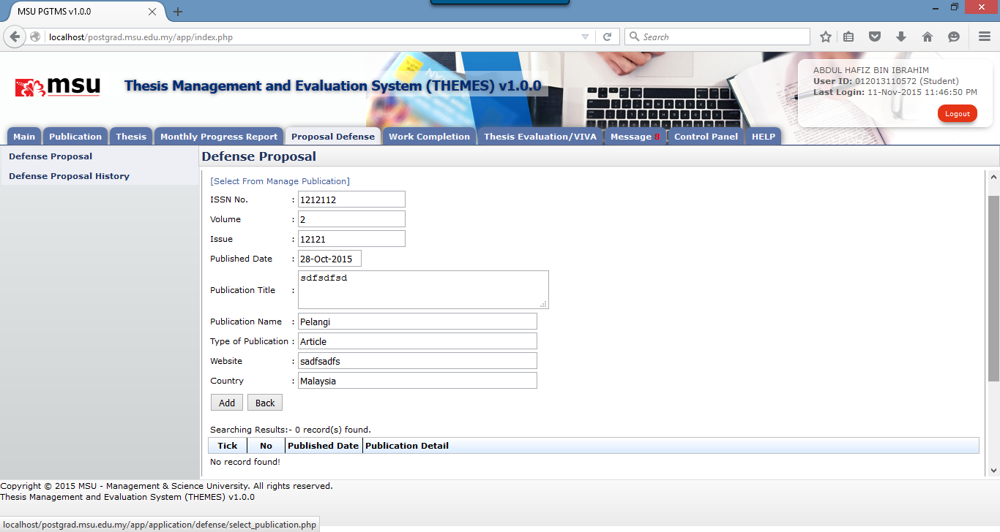 MSU PGTMS v1.0.0
localhost/postgrad.msu.edu.my/app/index.php
Search
msu
Thesis Management and Evaluation System (THEMES) v1.0.0
ABDUL HAFIZ BIN IBRAHIM
User ID: 012013110572 (Student)
Last Login: 11-Nov-2015 11:46:50 PM
Logout
Main Publication Thesis Monthly Progress Report Proposal Defense Work Completion Thesis Evaluation/VIVA Message 8 Control Panel HELP
Defense Proposal
Defense Proposal History
Defense Proposal
[Select From Manage Publication]
ISSN No. : 1212112
Volume : 2
Issue : 12121
Published Date : 28-Oct-2015
Publication Title : sdfsdfsd
Publication Name : Pelangi
Type of Publication : Article
Website : sadfsadfs
Country : Malaysia
Add Back
Searching Results:- 0 record(s) found.
Tick No Published Date Publication Detail
No record found!
Copyright © 2015 MSU - Management & Science University. All rights reserved.
Thesis Management and Evaluation System (THEMES) v1.0.0
localhost/postgrad.msu.edu.my/app/application/defense/select_publication.php